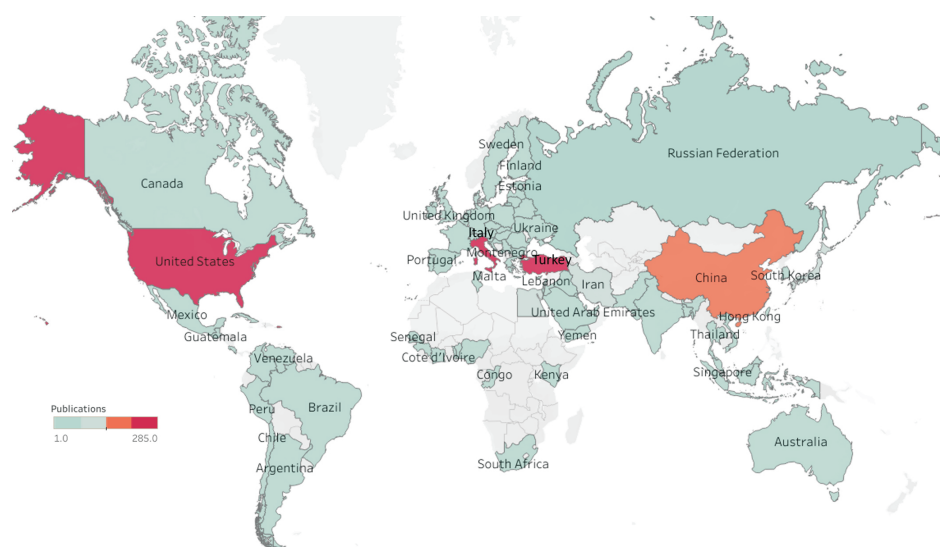 Sweden
Finland
Estonia
Russian Federation
Canada
United Kingdom
Ukraine
Italy
Montenegro
Turkey
United States
Portugal
Malta
Lebanon
Iran
China
South Korea
Mexico
United Arab Emirates
Hong Kong
Guatemala
Senegal
Yemen
Thailand
Venezuela
Cote d'Ivoire
Congo
Kenya
Singapore
Publications
1.0
285.0
Peru
Brazil
Chile
Australia
Argentina
South Africa